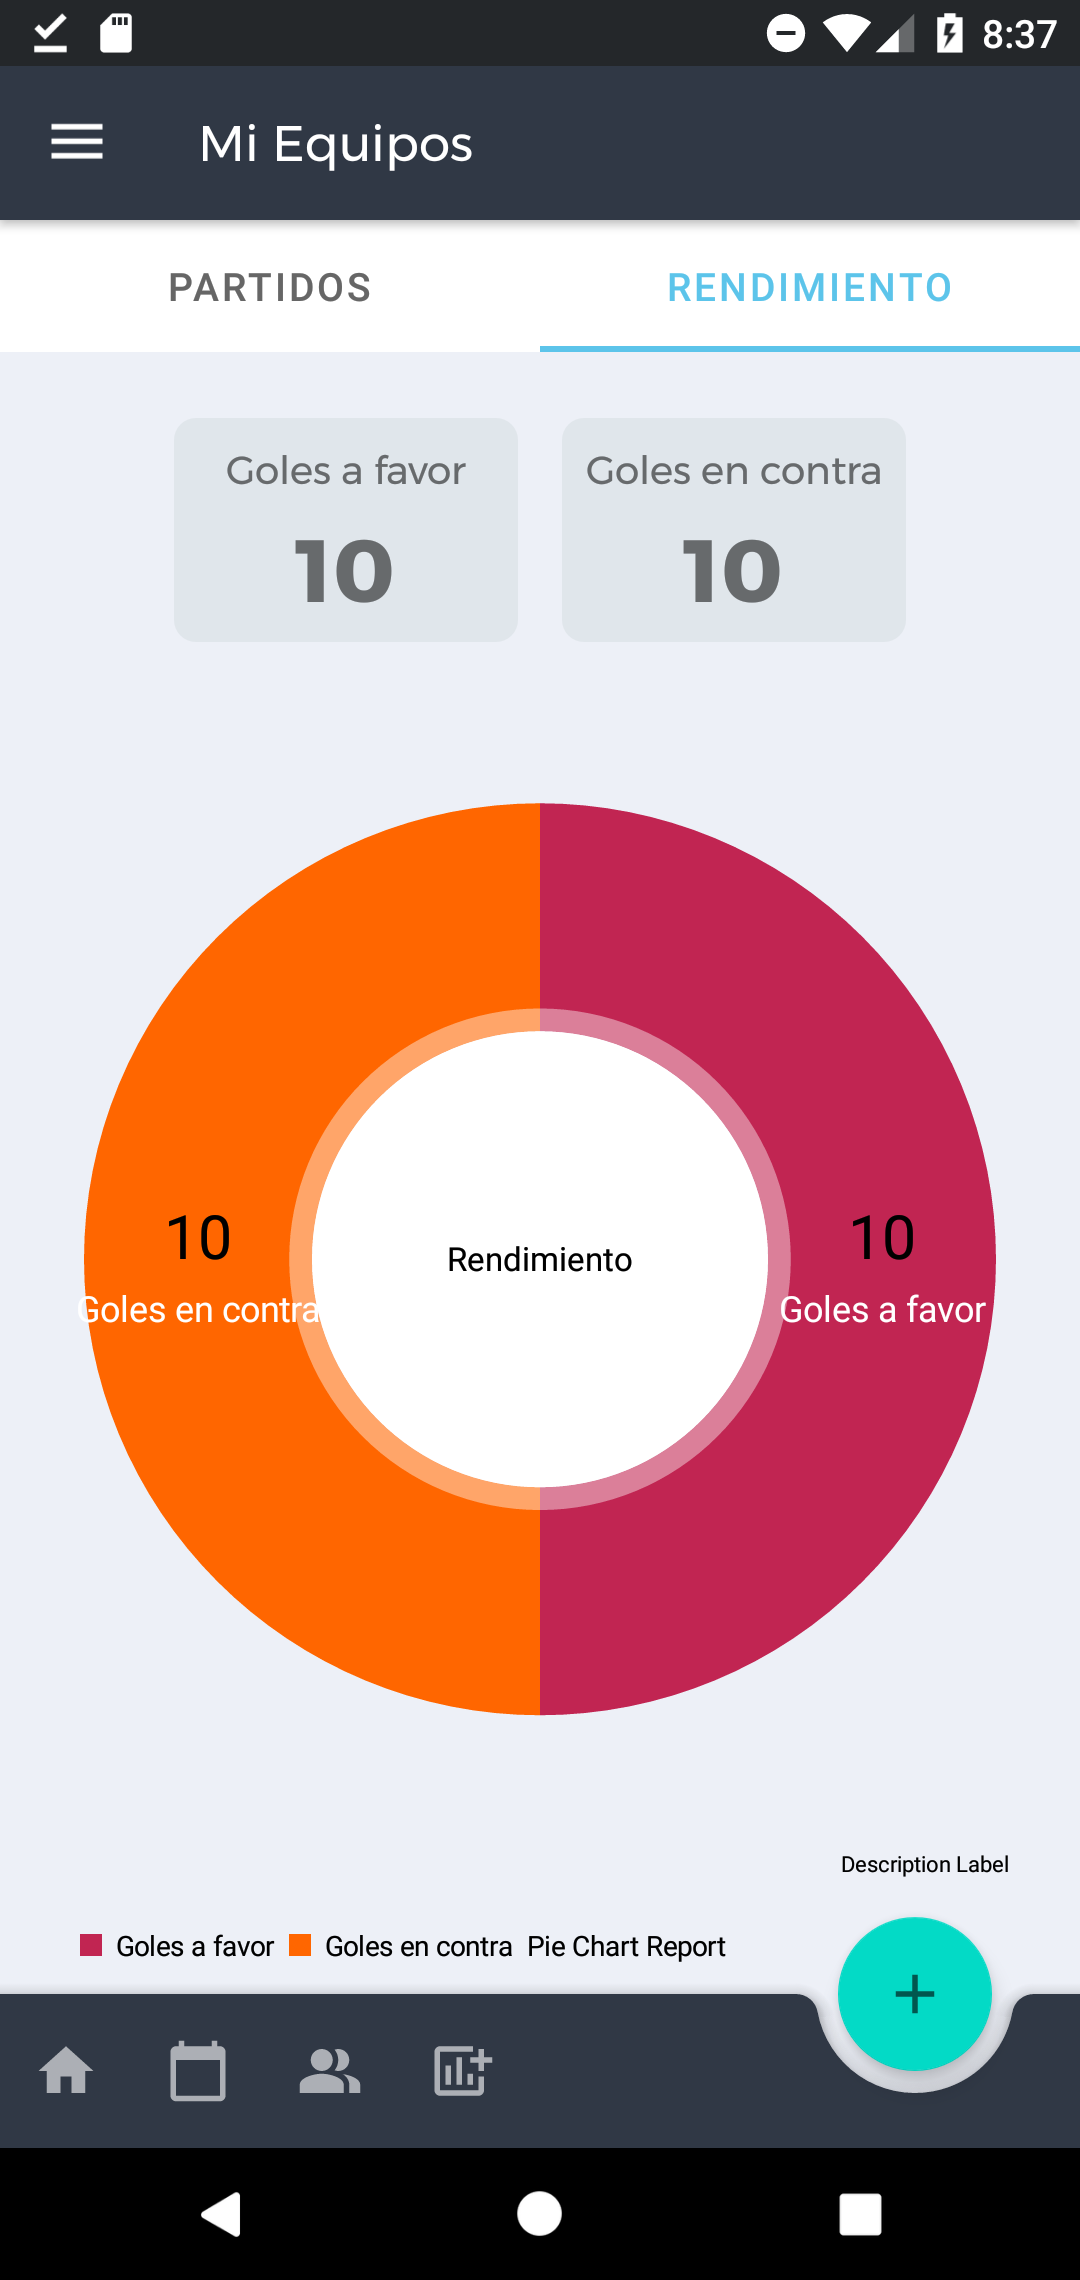 8:37
Mi Equipos
PARTIDOS RENDIMIENTO
Goles a favor Goles en contra
10 10
10 10
Rendimiento
Goles en contra Goles a favor
Description Label
Goles a favor Goles en contra Pie Chart Report